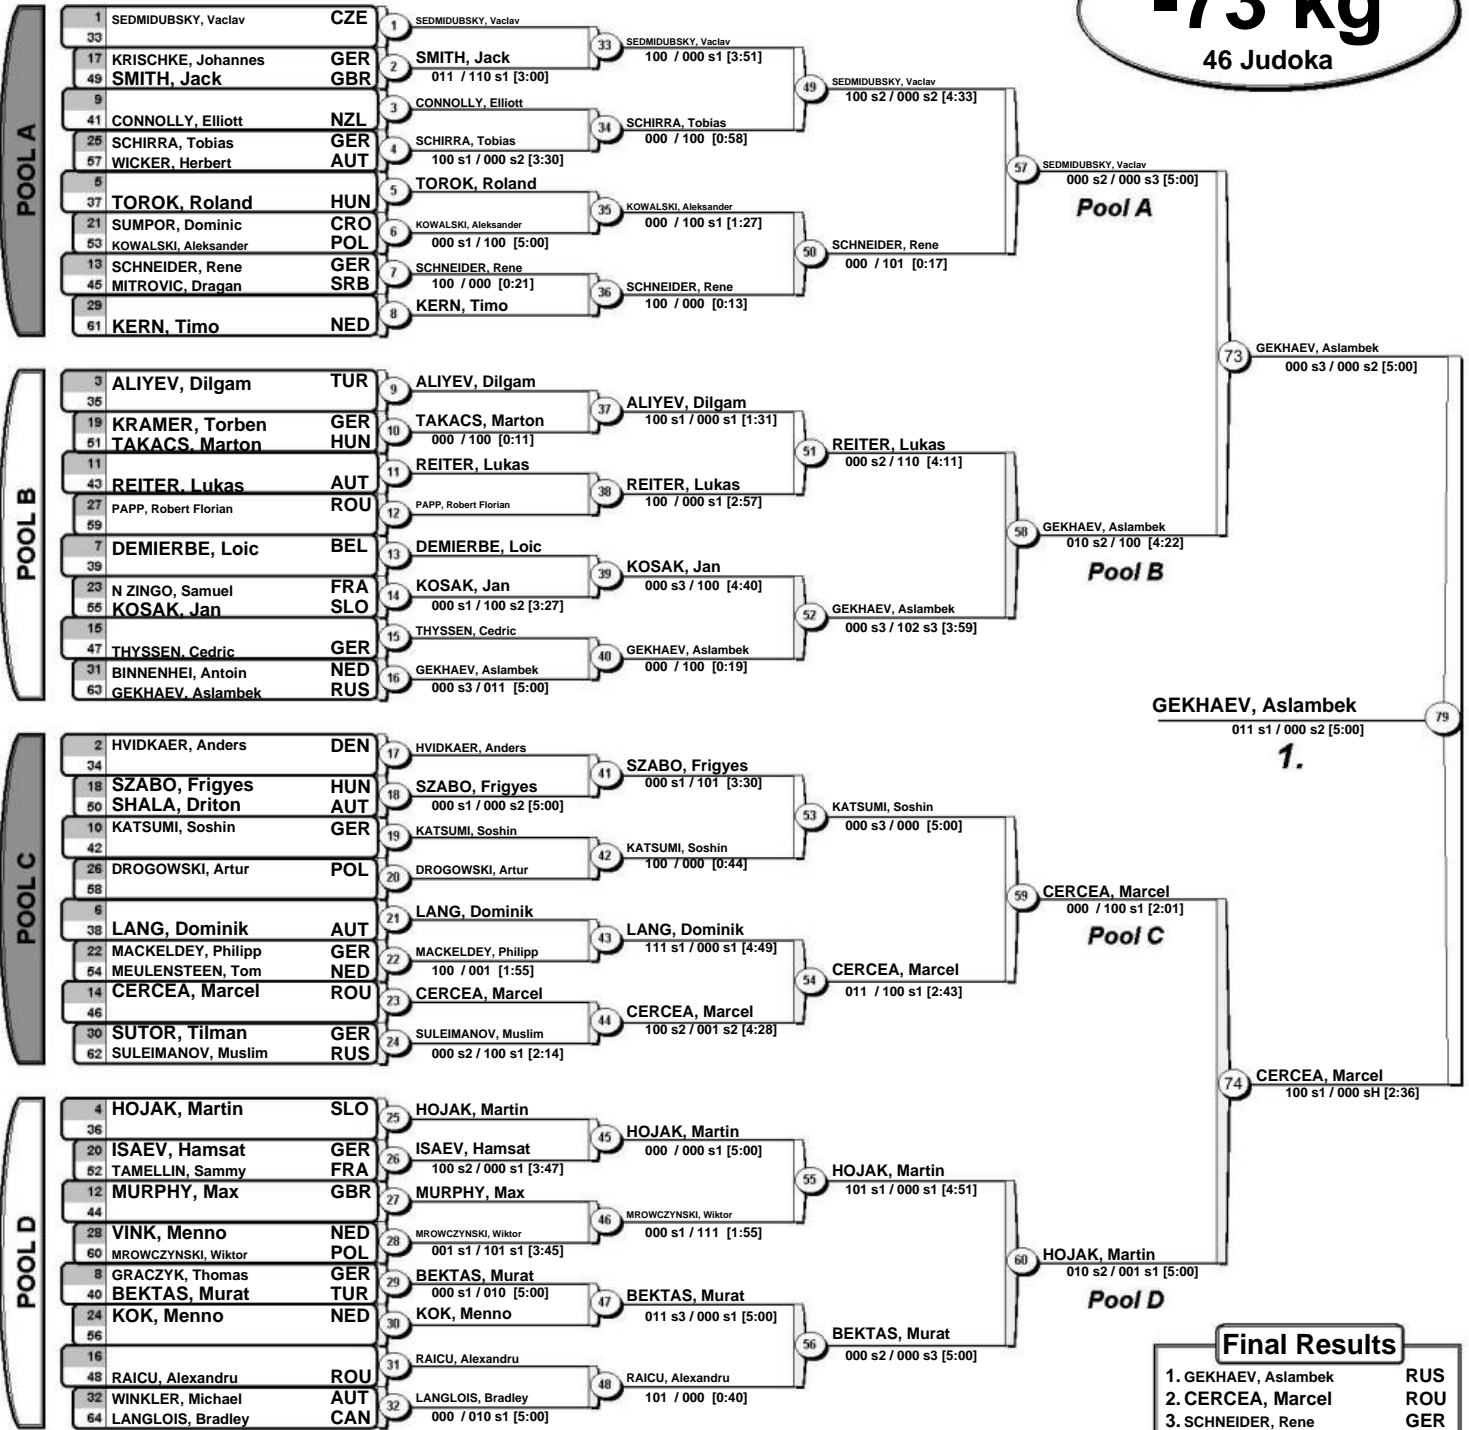 -73 kg
46 Judoka
POOL A
1 SEDMIDUBSKY, Vaclav CZE
33
17 KRISCHKE, Johannes GER
49 SMITH, Jack GBR
9
41 CONNOLLY, Elliott NZL
25 SCHIRRA, Tobias GER
57 WICKER, Herbert AUT
5
37 TOROK, Roland HUN
21 SUMPOR, Dominic CRO
53 KOWALSKI, Aleksander POL
13 SCHNEIDER, Rene GER
45 MITROVIC, Dragan SRB
29
61 KERN, Timo NED
1 SEDMIDUBSKY, Vaclav
2 SMITH, Jack
011 / 110 s1 [3:00]
3 CONNOLLY, Elliott
4 SCHIRRA, Tobias
100 s1 / 000 s2 [3:30]
5 TOROK, Roland
6 KOWALSKI, Aleksander
000 s1 / 100 [5:00]
7 SCHNEIDER, Rene
100 / 000 [0:21]
8 KERN, Timo
33 SEDMIDUBSKY, Vaclav
100 / 000 s1 [3:51]
34 SCHIRRA, Tobias
000 / 100 [0:58]
35 KOWALSKI, Aleksander
000 / 100 s1 [1:27]
36 SCHNEIDER, Rene
100 / 000 [0:13]
49 SEDMIDUBSKY, Vaclav
100 s2 / 000 s2 [4:33]
50 SCHNEIDER, Rene
000 / 101 [0:17]
57 SEDMIDUBSKY, Vaclav
000 s2 / 000 s3 [5:00]
Pool A
POOL B
3 ALIYEV, Dilgam TUR
35
19 KRAMER, Torben GER
51 TAKACS, Marton HUN
11
43 REITER, Lukas AUT
27 PAPP, Robert Florian ROU
59
7 DEMIERBE, Loic BEL
39
23 N ZINGO, Samuel FRA
55 KOSAK, Jan SLO
15
47 THYSSEN, Cedric GER
31 BINNENHEI, Antoin NED
63 GEKHAEV, Aslambek RUS
9 ALIYEV, Dilgam
10 TAKACS, Marton
000 / 100 [0:11]
11 REITER, Lukas
12 PAPP, Robert Florian
13 DEMIERBE, Loic
14 KOSAK, Jan
000 s1 / 100 s2 [3:27]
15 THYSSEN, Cedric
16 GEKHAEV, Aslambek
000 s3 / 011 [5:00]
37 ALIYEV, Dilgam
100 s1 / 000 s1 [1:31]
38 REITER, Lukas
100 / 000 s1 [2:57]
39 KOSAK, Jan
000 s3 / 100 [4:40]
40 GEKHAEV, Aslambek
000 / 100 [0:19]
51 REITER, Lukas
000 s2 / 110 [4:11]
52 GEKHAEV, Aslambek
000 s3 / 102 s3 [3:59]
58 GEKHAEV, Aslambek
010 s2 / 100 [4:22]
Pool B
73 GEKHAEV, Aslambek
000 s3 / 000 s2 [5:00]
GEKHAEV, Aslambek 79
011 s1 / 000 s2 [5:00]
1.
POOL C
2 HVIDKAER, Anders DEN
34
18 SZABO, Frigyes HUN
50 SHALA, Driton AUT
10 KATSUMI, Soshin GER
42
26 DROGOWSKI, Artur POL
58
6
38 LANG, Dominik AUT
22 MACKELDEY, Philipp GER
54 MEULENSTEEN, Tom NED
14 CERCEA, Marcel ROU
46
30 SUTOR, Tilman GER
62 SULEIMANOV, Muslim RUS
17 HVIDKAER, Anders
18 SZABO, Frigyes
000 s1 / 000 s2 [5:00]
19 KATSUMI, Soshin
20 DROGOWSKI, Artur
21 LANG, Dominik
22 MACKELDEY, Philipp
100 / 001 [1:55]
23 CERCEA, Marcel
24 SULEIMANOV, Muslim
000 s2 / 100 s1 [2:14]
41 SZABO, Frigyes
000 s1 / 101 [3:30]
42 KATSUMI, Soshin
100 / 000 [0:44]
43 LANG, Dominik
111 s1 / 000 s1 [4:49]
44 CERCEA, Marcel
100 s2 / 001 s2 [4:28]
53 KATSUMI, Soshin
000 s3 / 000 [5:00]
54 CERCEA, Marcel
011 / 100 s1 [2:43]
59 CERCEA, Marcel
000 / 100 s1 [2:01]
Pool C
POOL D
4 HOJAK, Martin SLO
36
20 ISAEV, Hamsat GER
52 TAMELLIN, Sammy FRA
12 MURPHY, Max GBR
44
28 VINK, Menno NED
60 MROWCZYNSKI, Wiktor POL
8 GRACZYK, Thomas GER
40 BEKTAS, Murat TUR
24 KOK, Menno NED
56
16
48 RAICU, Alexandru ROU
32 WINKLER, Michael AUT
64 LANGLOIS, Bradley CAN
25 HOJAK, Martin
26 ISAEV, Hamsat
100 s2 / 000 s1 [3:47]
27 MURPHY, Max
28 MROWCZYNSKI, Wiktor
001 s1 / 101 s1 [3:45]
29 BEKTAS, Murat
000 s1 / 010 [5:00]
30 KOK, Menno
31 RAICU, Alexandru
32 LANGLOIS, Bradley
000 / 010 s1 [5:00]
45 HOJAK, Martin
000 / 000 s1 [5:00]
46 MROWCZYNSKI, Wiktor
000 s1 / 111 [1:55]
47 BEKTAS, Murat
011 s3 / 000 s1 [5:00]
48 RAICU, Alexandru
101 / 000 [0:40]
55 HOJAK, Martin
101 s1 / 000 s1 [4:51]
56 BEKTAS, Murat
000 s2 / 000 s3 [5:00]
60 HOJAK, Martin
010 s2 / 001 s1 [5:00]
Pool D
74 CERCEA, Marcel
100 s1 / 000 sH [2:36]
Final Results
1. GEKHAEV, Aslambek RUS
2. CERCEA, Marcel ROU
3. SCHNEIDER, Rene GER